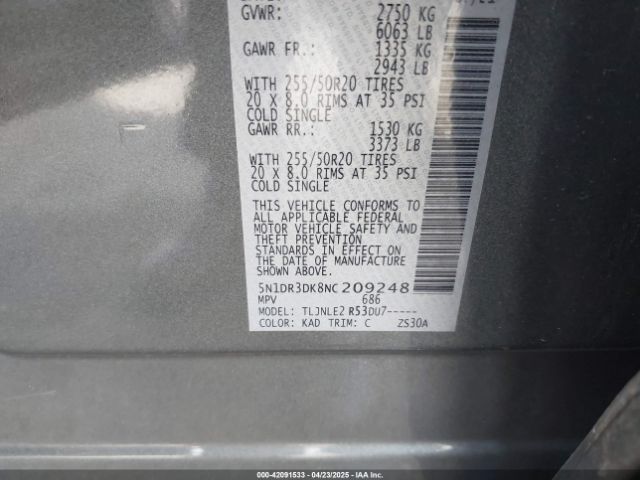 GVWR: 2750 KG
6063 LB
GAWR FR.: 1335 KG
2943 LB
WITH 255/50R20 TIRES
20 X 8.0 RIMS AT 35 PSI
COLD SINGLE
GAWR RR.: 1530 KG
3373 LB
WITH 255/50R20 TIRES
20 X 8.0 RIMS AT 35 PSI
COLD SINGLE
THIS VEHICLE CONFORMS TO
ALL APPLICABLE FEDERAL
MOTOR VEHICLE SAFETY AND
THEFT PREVENTION
STANDARDS IN EFFECT ON
THE DATE OF MANUFACTURE
SHOWN ABOVE.
5N1DR3DK8NC209248
MPV 686
MODEL: TLJNLE2 R53DU7-----
COLOR: KAD TRIM: C ZS30A
000-42091533 - 04/23/2025 - IAAI.COM